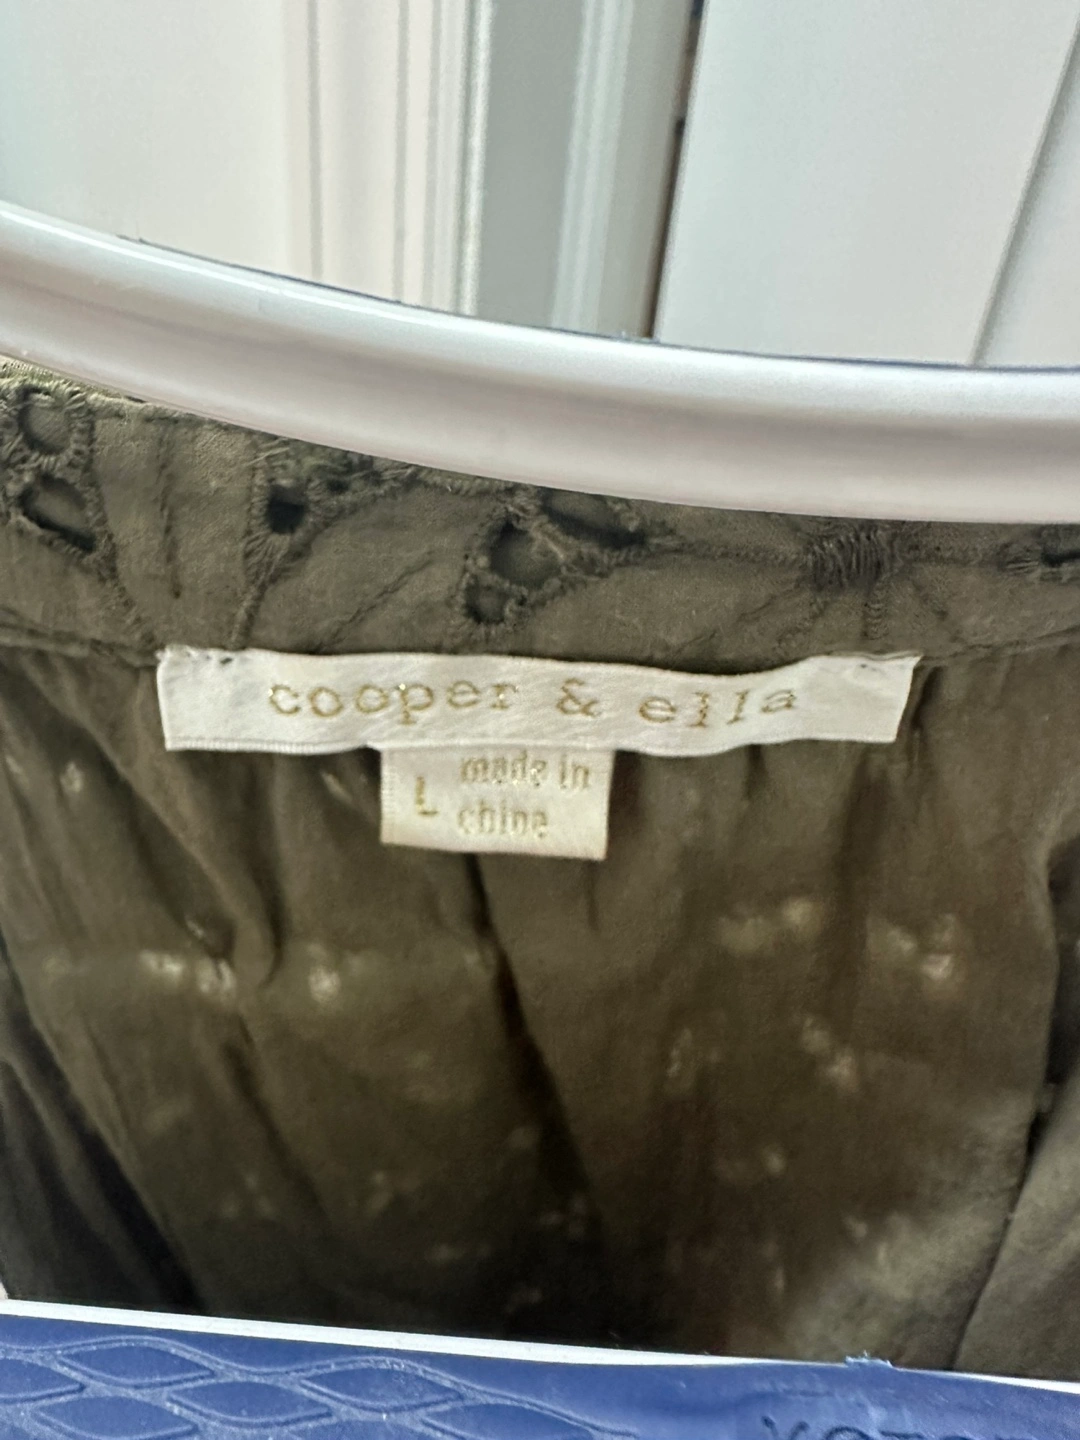 cooper & ella
L
made in
china